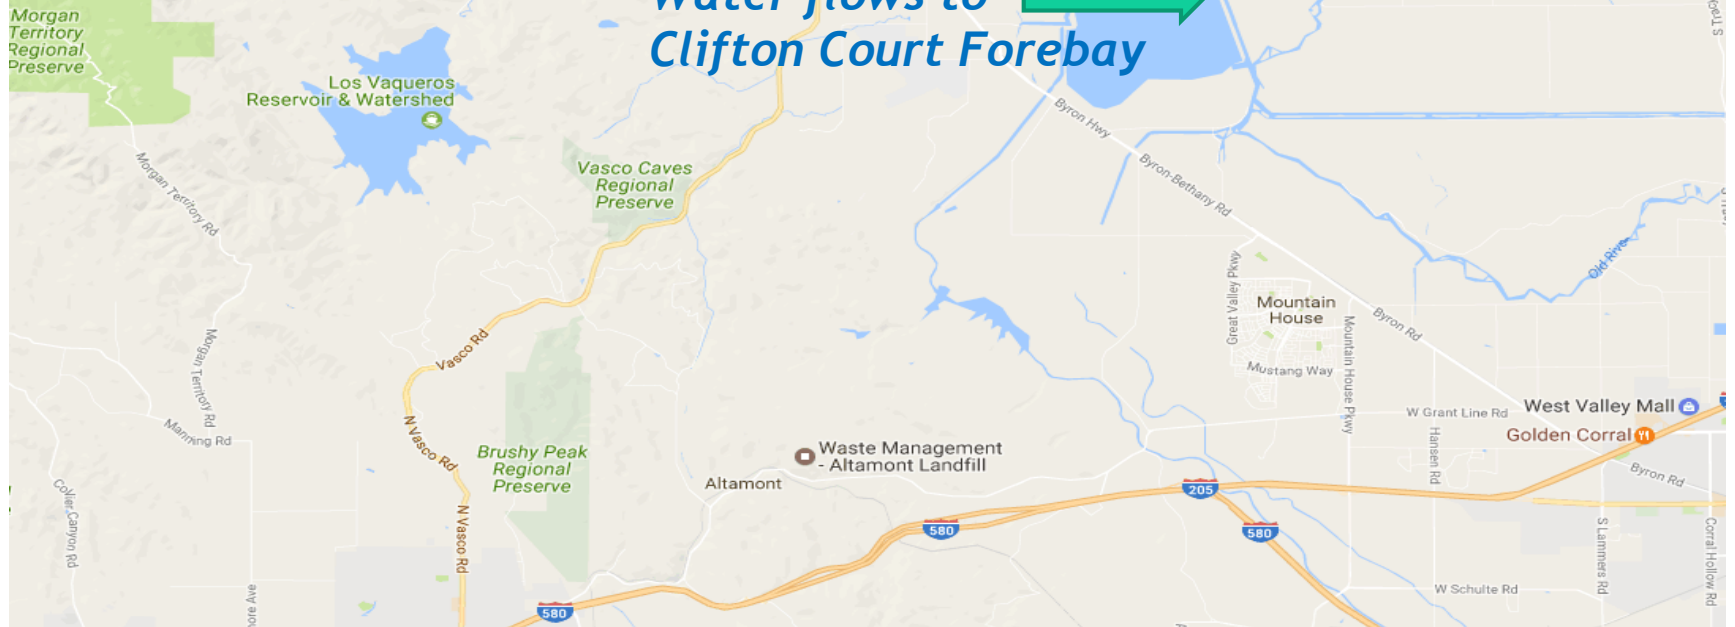 Water flows to
Clifton Court Forebay
Morgan
Territory
Regional
Preserve
Los Vaqueros
Reservoir & Watershed
Vasco Caves
Regional
Preserve
Byron Hwy
Byron-Bethany Rd
Morgan Territory Rd
Old River
Great Valley Pkwy
Mountain
House
Mustang Way
Mountain House Pkwy
Byron Rd
Vasco Rd
Morgan Territory Rd
Manning Rd
N Vasco Rd
W Grant Line Rd
West Valley Mall
Golden Corral
Hansen Rd
Byron Rd
Brushy Peak
Regional
Preserve
Waste Management
- Altamont Landfill
Altamont
Collier Canyon Rd
N Vasco Rd
205
580
580
S Lammers Rd
Corral Hollow Rd
W Schulte Rd
580